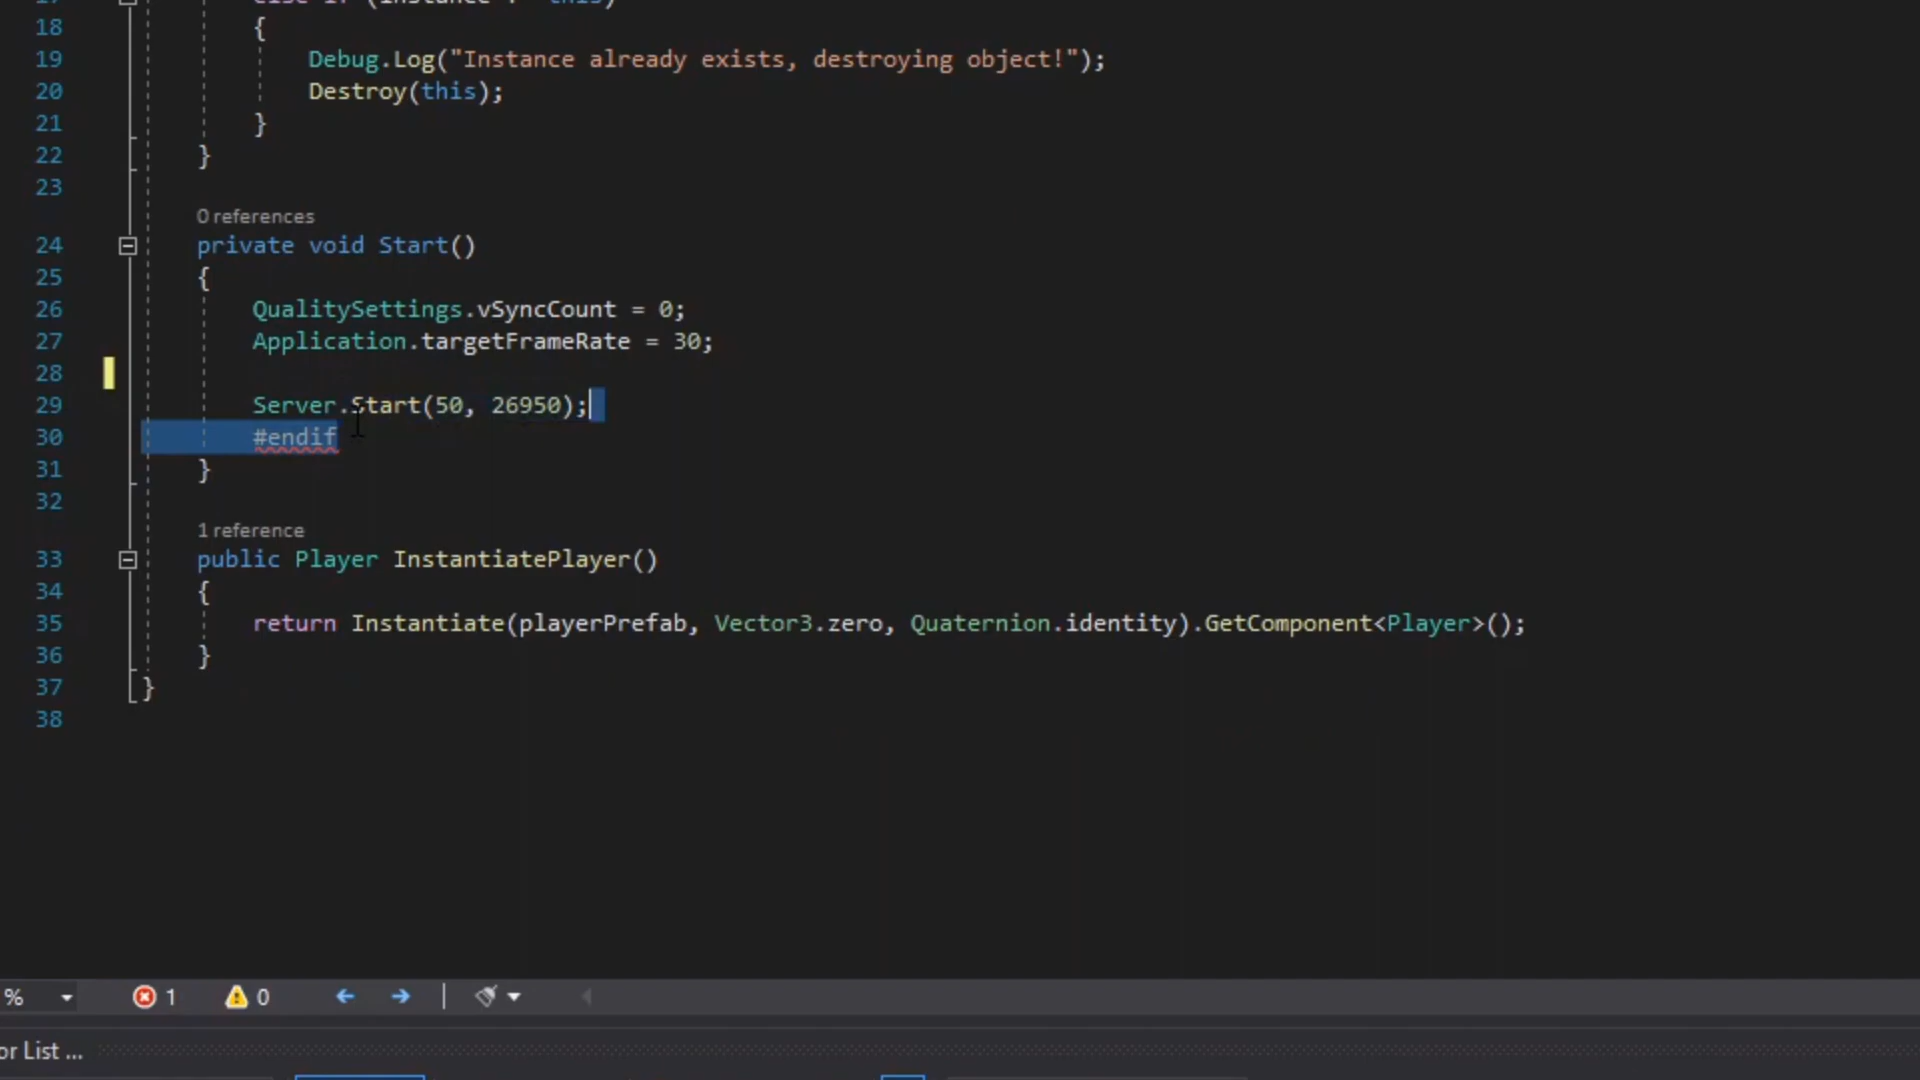 18 {
19 Debug.Log("Instance already exists, destroying object!");
20 Destroy(this);
21 }
22 }
23
0 references
24 private void Start()
25 {
26 QualitySettings.vSyncCount = 0;
27 Application.targetFrameRate = 30;
28
29 Server.Start(50, 26950);
30 #endif
31 }
32
1 reference
33 public Player InstantiatePlayer()
34 {
35 return Instantiate(playerPrefab, Vector3.zero, Quaternion.identity).GetComponent<Player>();
36 }
37 }
38
% 1 0
or List ...